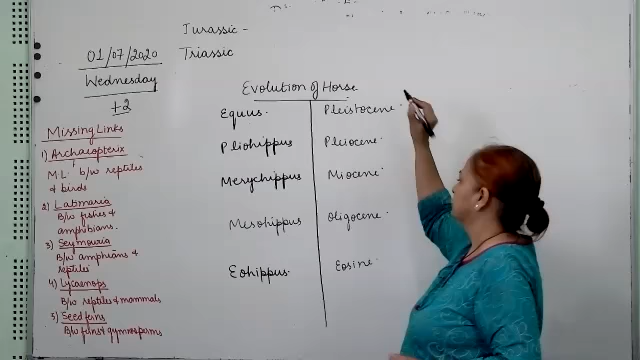 Jurassic -
Triassic
01/07/2020
Wednesday
+2
Missing Links
1) Archaeopterix
M L: b/w reptiles
& birds
2) Latimaria
B/w fishes &
amphibians.
3) Seymouria
B/w amphians &
reptiles
4) Lycaenops
B/w reptiles & mammals
5) Seed ferns
B/w ferns & gymnosperms
Evolution of Horse
Equus. Pleistocene.
Pliohippus Pleiocene.
Merychippus Miocene
Mesohippus Oligocene.
Eohippus. Eosine.